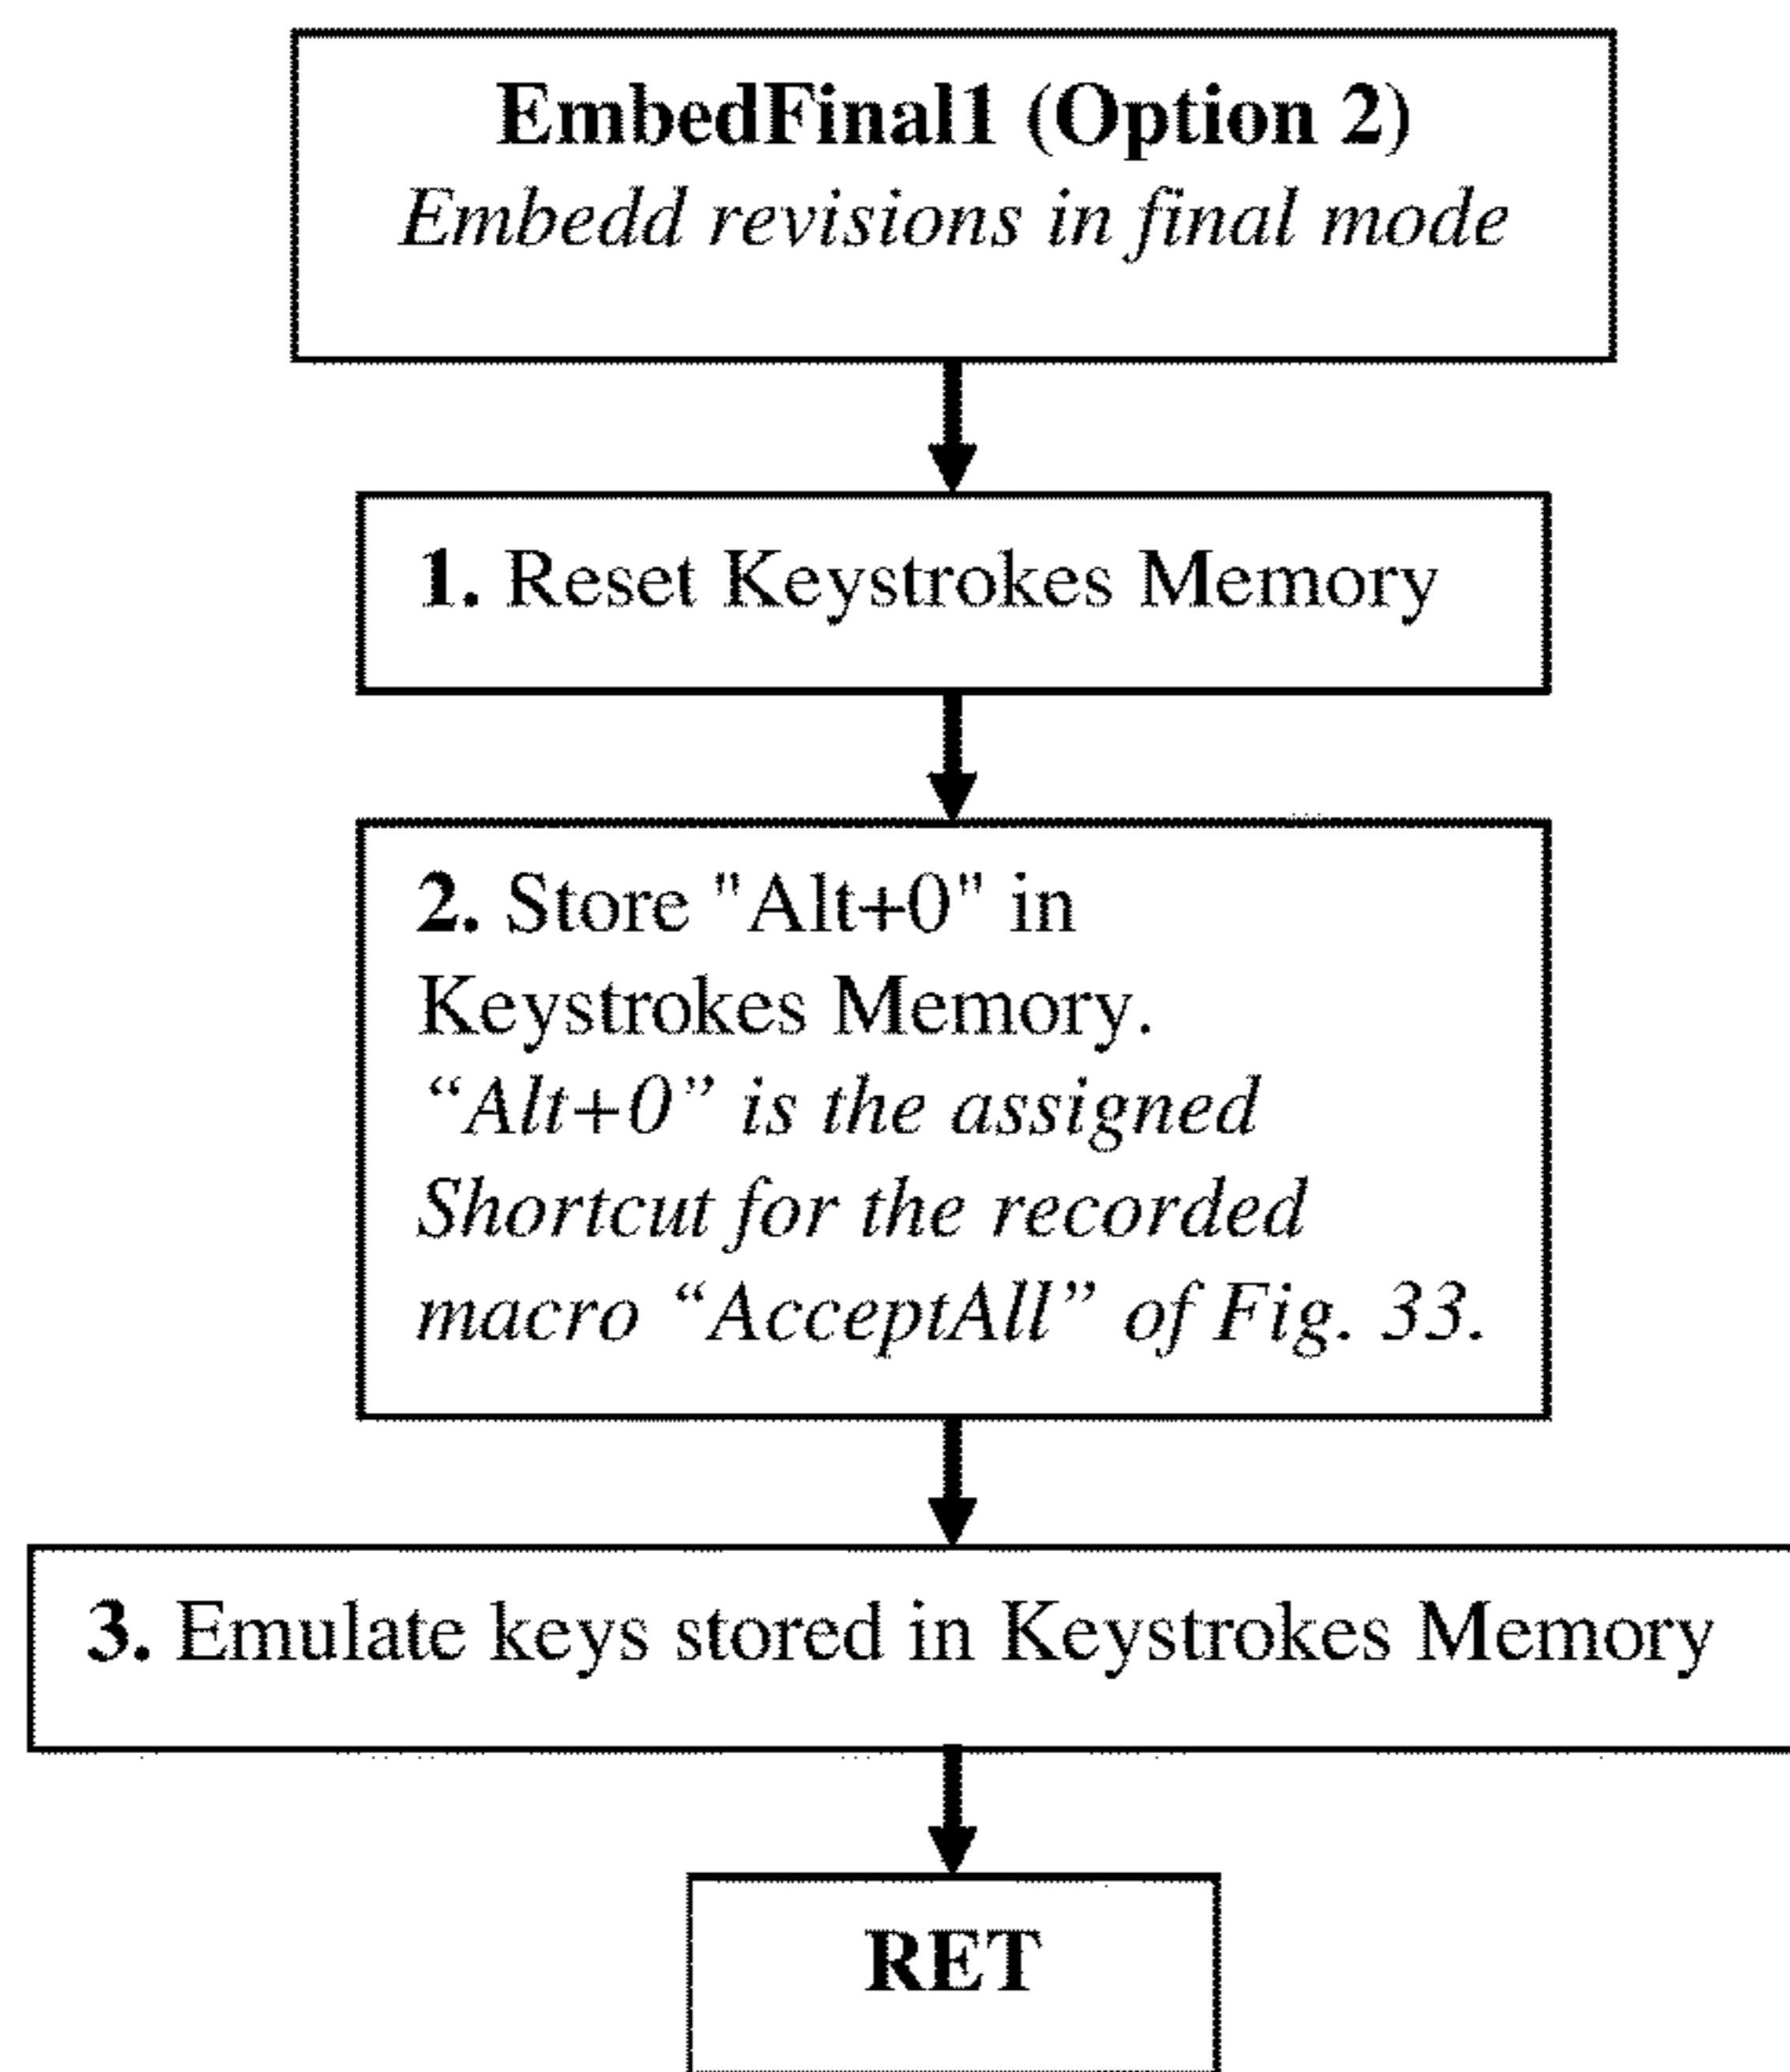 EmbedFinal1 (Option 2)
Embedd revisions in final mode
1. Reset Keystrokes Memory
2. Store "Alt+0" in
Keystrokes Memory.
“Alt+0” is the assigned
Shortcut for the recorded
macro “AcceptAll” of Fig. 33.
3. Emulate keys stored in Keystrokes Memory
RET